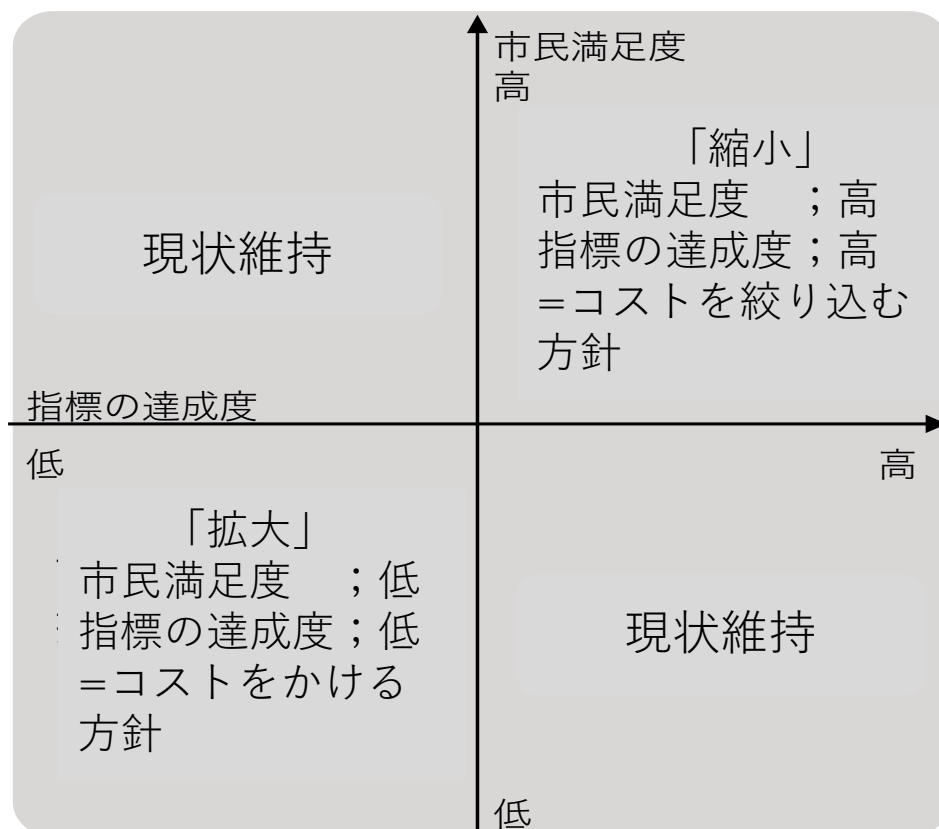 市民満足度
高
「縮小」
市民満足度　；高
指標の達成度；高
=コストを絞り込む
方針
現状維持
指標の達成度
低
高
「拡大」
市民満足度　；低
指標の達成度；低
=コストをかける
方針
現状維持
低